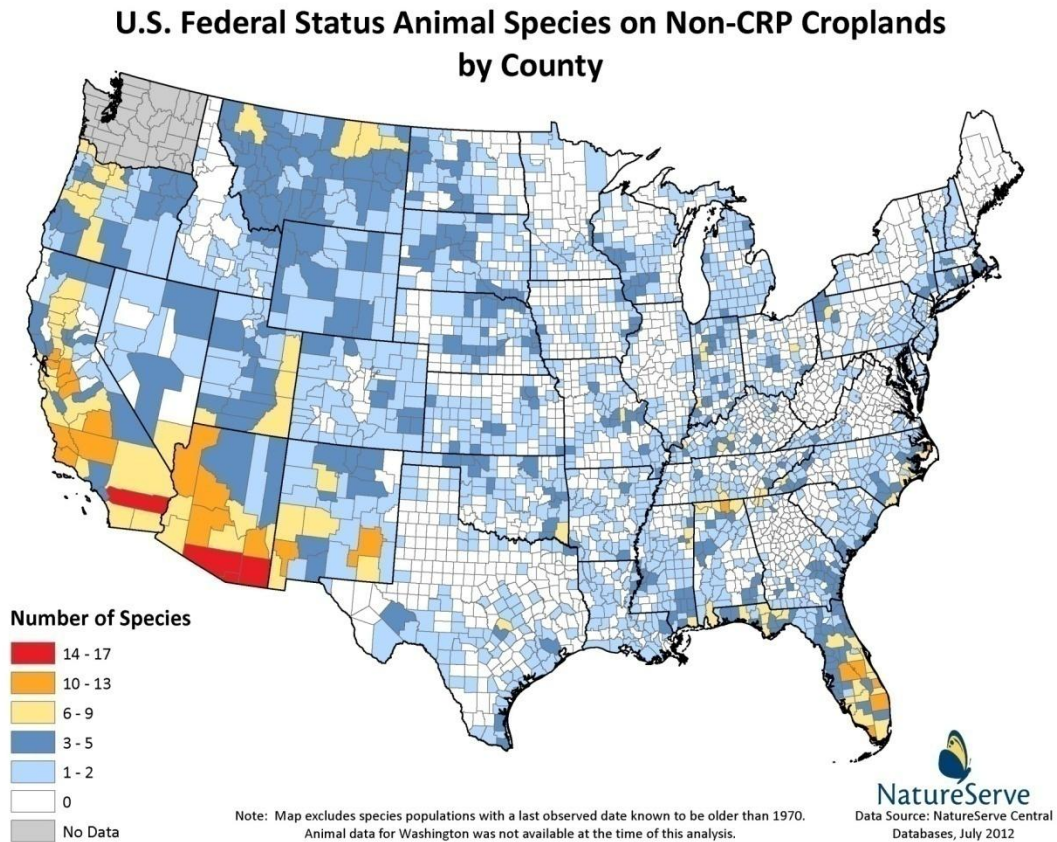 U.S. Federal Status Animal Species on Non-CRP Croplands
by County
Number of Species
14 - 17
10 - 13
6 - 9
3 - 5
1 - 2
0
No Data
Note: Map excludes species populations with a last observed date known to be older than 1970.
Animal data for Washington was not available at the time of this analysis.
NatureServe
Data Source: NatureServe Central
Databases, July 2012